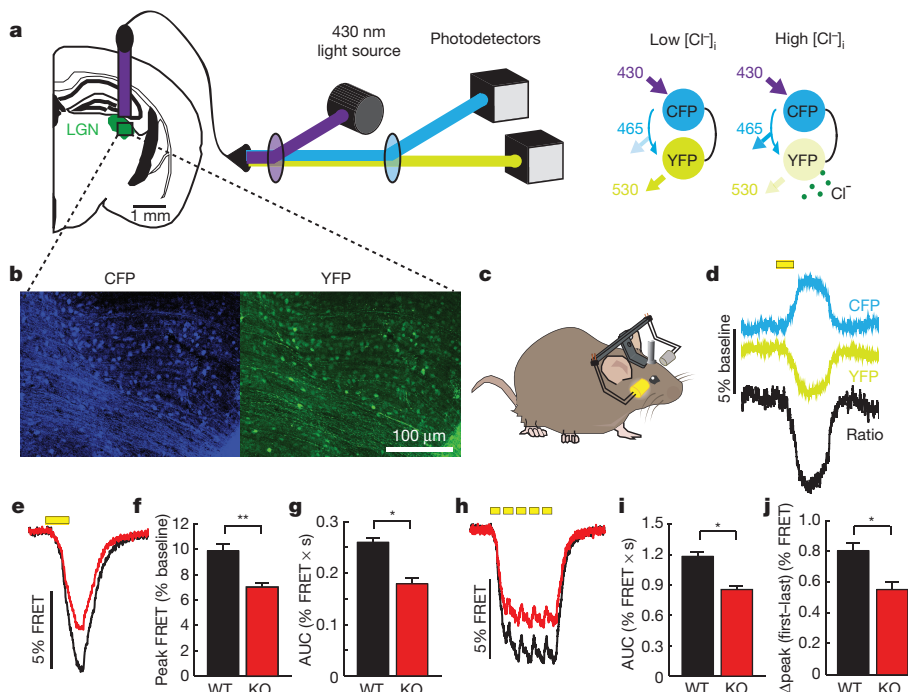 a
430 nm
light source
Photodetectors
LGN
1 mm
Low [Cl⁻]i
High [Cl⁻]i
430
430
CFP
CFP
465
465
YFP
YFP
530
530
Cl⁻
b
CFP
YFP
100 μm
c
d
5% baseline
CFP
YFP
Ratio
e
5% FRET
f
Peak FRET (% baseline)
12
10
8
6
4
2
0
**
WT KO
g
AUC (% FRET × s)
0.3
0.2
0.1
0
*
WT KO
h
5% FRET
i
AUC (% FRET × s)
1.5
1.2
0.9
0.6
0.3
0
*
WT KO
j
Δpeak (first–last) (% FRET)
1.0
0.8
0.6
0.4
0.2
0
*
WT KO